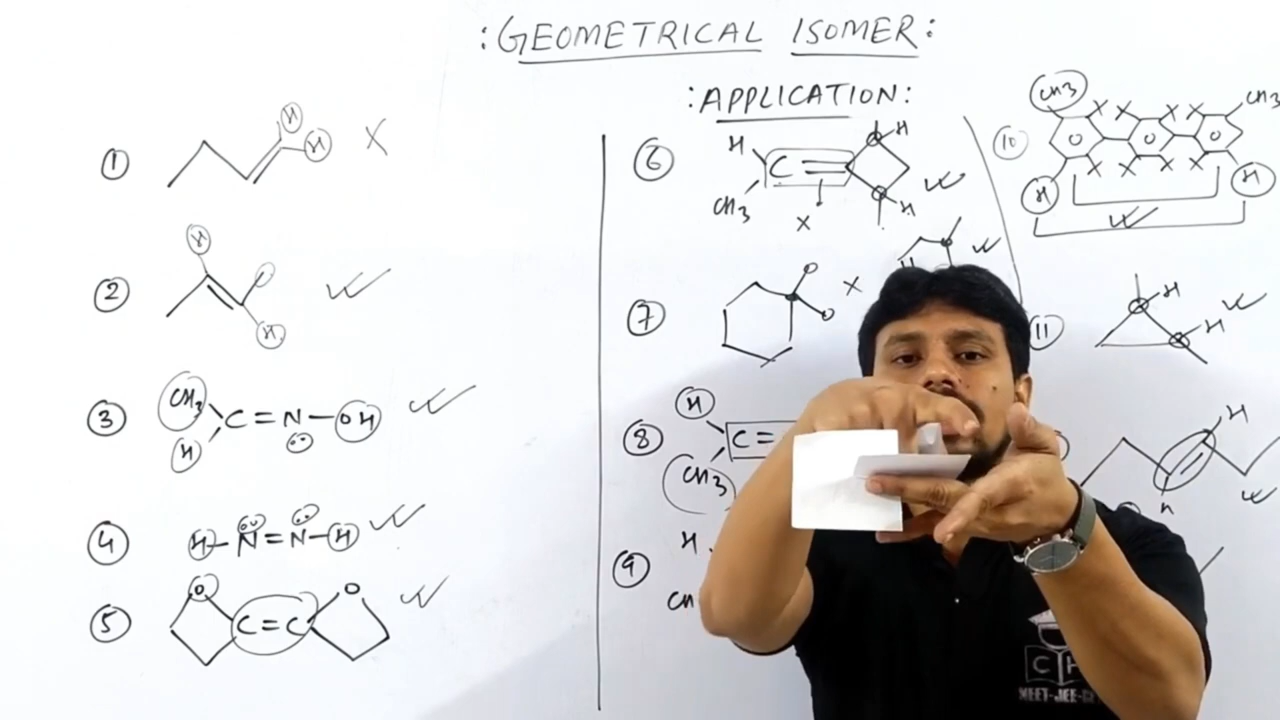 : GEOMETRICAL ISOMER :
: APPLICATION :
1 H H X
2 H H
3 CH3 H C = N - OH
4 H - N = N - H
5 O C = C O
6 H CH3 C H H X
7 X
8 H CH3 C =
9 H
10 CH3 X X X X CH3 H X X X X H
11 H H
H
C H
NEET-JEE